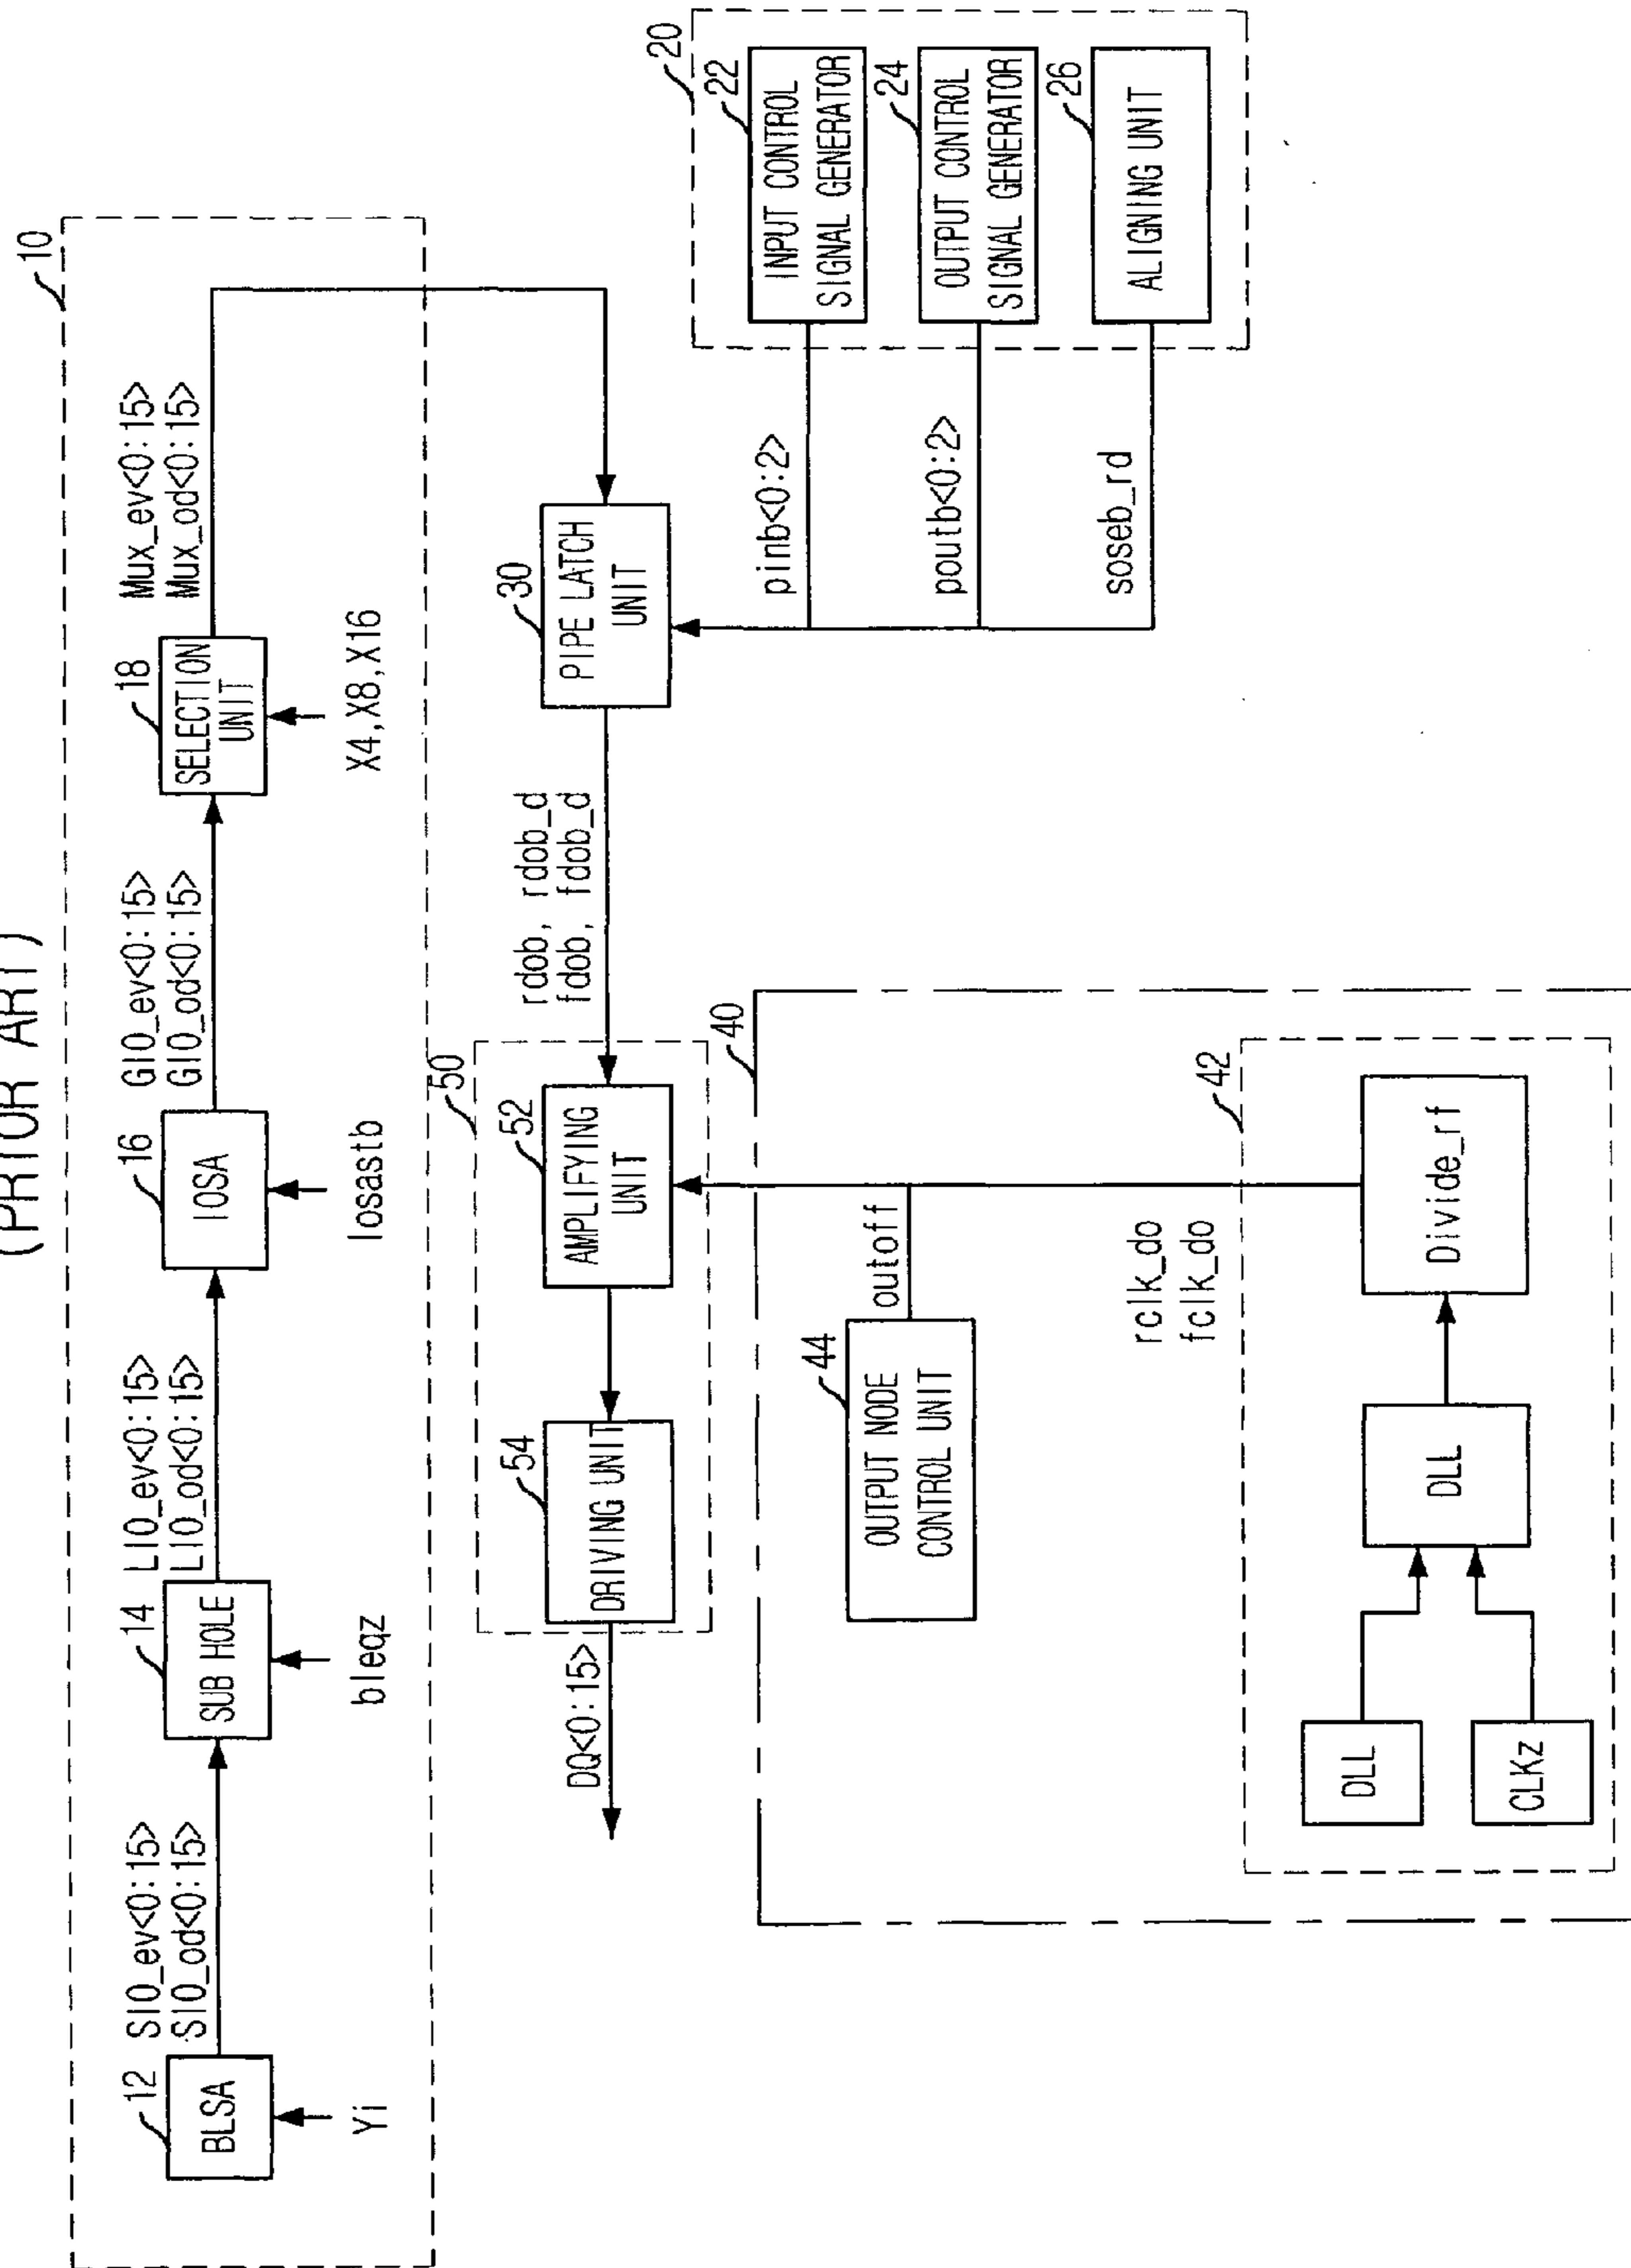 (PRIOR ART)
10
12
BLSA
Yi
SIO_ev<0:15>
SIO_od<0:15>
14
SUB HOLE
bleqz
LIO_ev<0:15>
LIO_od<0:15>
16
IOSA
Iosastb
GIO_ev<0:15>
GIO_od<0:15>
18
SELECTION
UNIT
X4,X8,X16
Mux_ev<0:15>
Mux_od<0:15>
DQ<0:15>
50
54
DRIVING UNIT
52
AMPLIFYING
UNIT
rdob, rdob_d
fdob, fdob_d
30
PIPE LATCH
UNIT
20
pinb<0:2>
22
INPUT CONTROL
SIGNAL GENERATOR
poutb<0:2>
24
OUTPUT CONTROL
SIGNAL GENERATOR
soseb_rd
26
ALIGNING UNIT
40
44
OUTPUT NODE
CONTROL UNIT
outoff
rclk_do
fclk_do
42
DLL
CLKz
DLL
Divide_rf